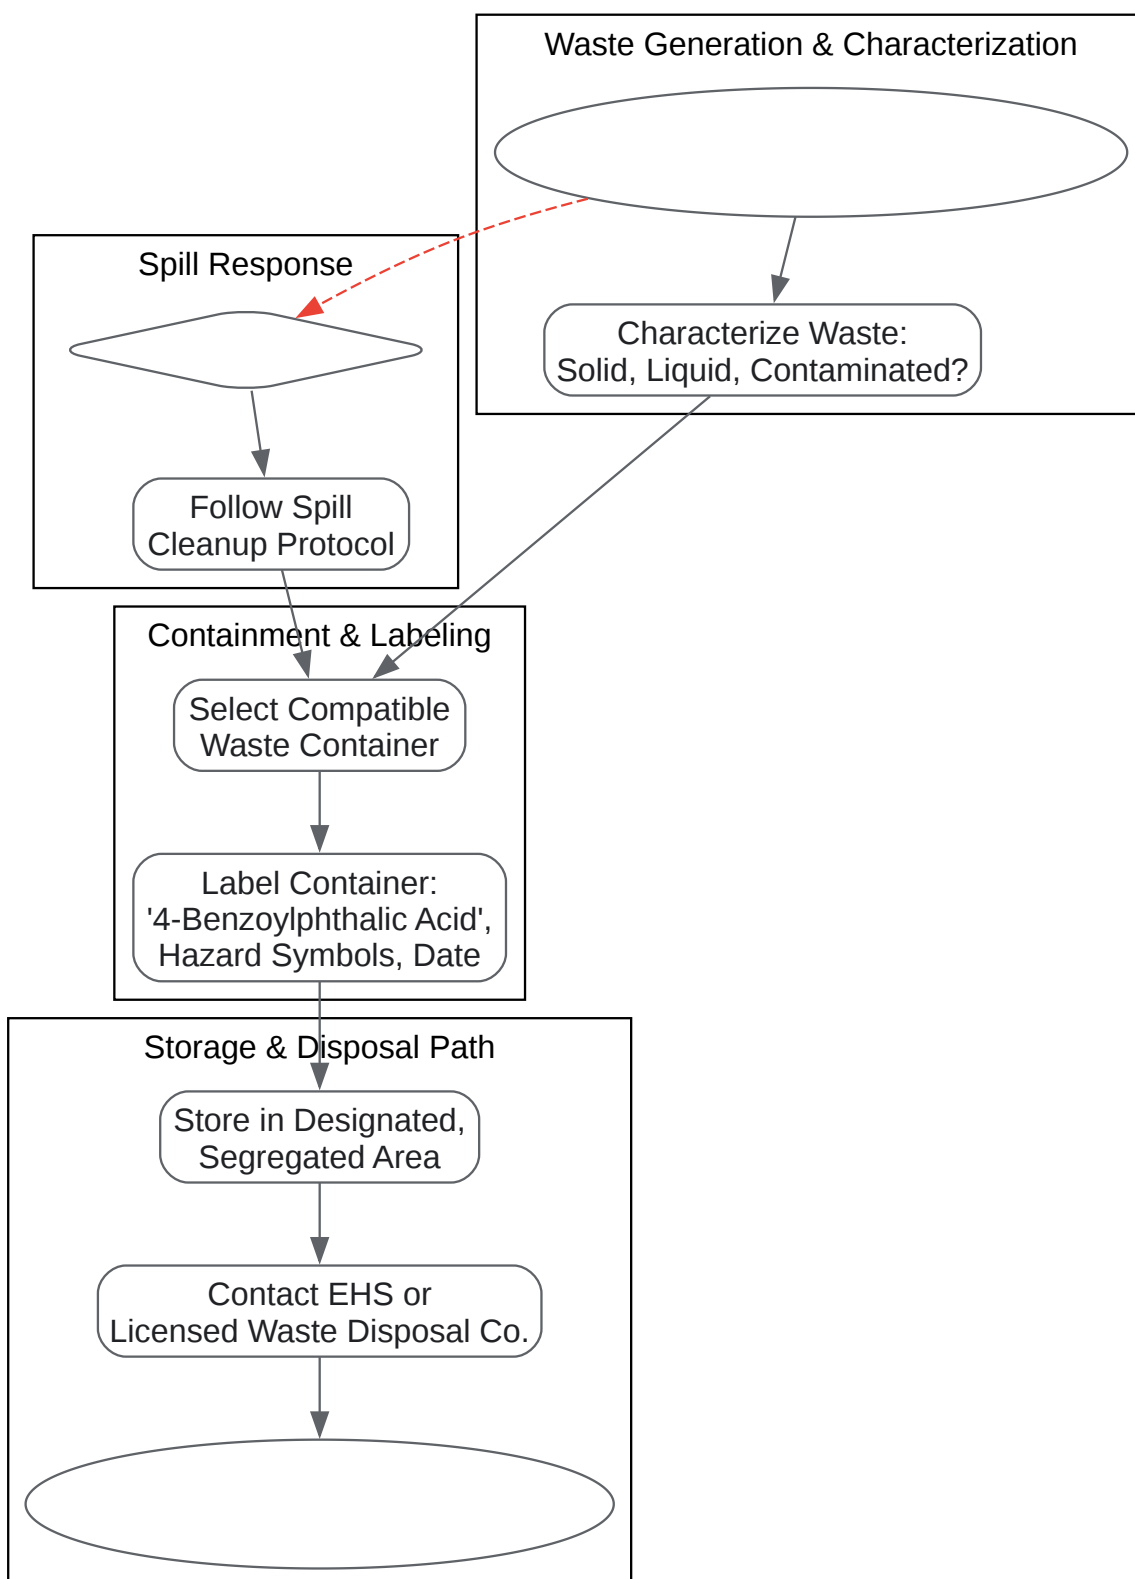 Waste Generation & Characterization
Spill Response
Characterize Waste:
Solid, Liquid, Contaminated?
Follow Spill
Cleanup Protocol
Containment & Labeling
Select Compatible
Waste Container
Label Container:
'4-Benzoylphthalic Acid',
Hazard Symbols, Date
Storage & Disposal Path
Store in Designated,
Segregated Area
Contact EHS or
Licensed Waste Disposal Co.